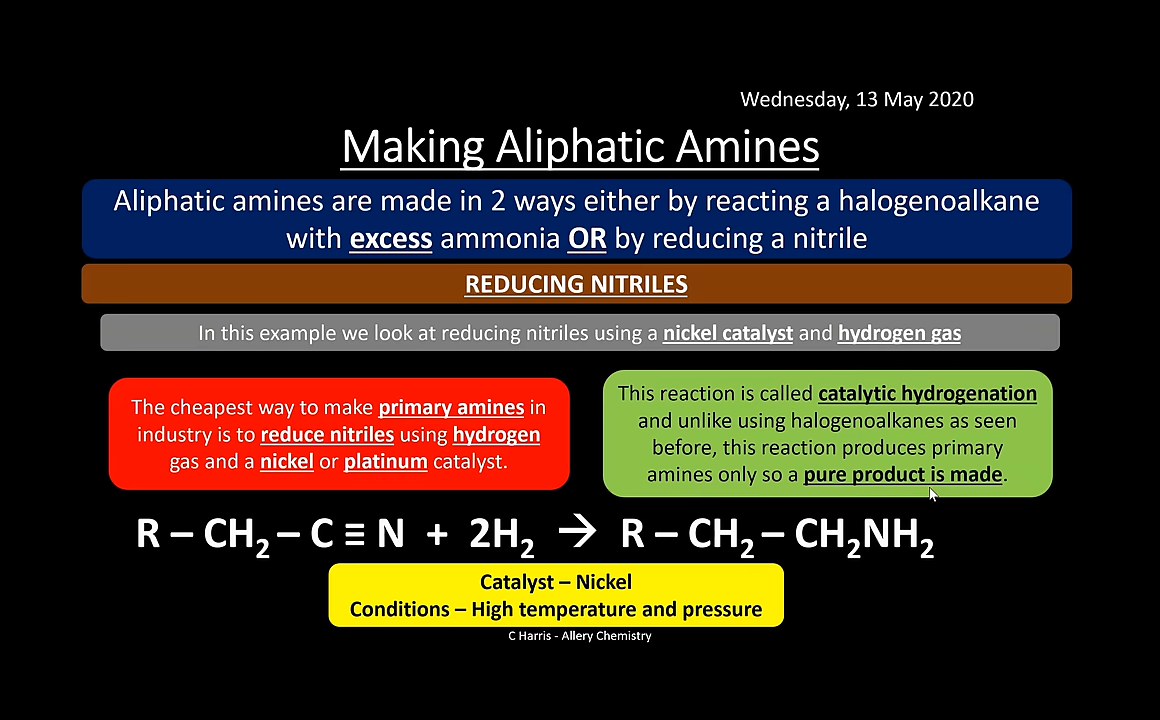 Wednesday, 13 May 2020
Making Aliphatic Amines
Aliphatic amines are made in 2 ways either by reacting a halogenoalkane
with excess ammonia OR by reducing a nitrile
REDUCING NITRILES
In this example we look at reducing nitriles using a nickel catalyst and hydrogen gas
The cheapest way to make primary amines in
industry is to reduce nitriles using hydrogen
gas and a nickel or platinum catalyst.
This reaction is called catalytic hydrogenation
and unlike using halogenoalkanes as seen
before, this reaction produces primary
amines only so a pure product is made.
R – CH₂ – C ≡ N + 2H₂ → R – CH₂ – CH₂NH₂
Catalyst – Nickel
Conditions – High temperature and pressure
C Harris - Allery Chemistry